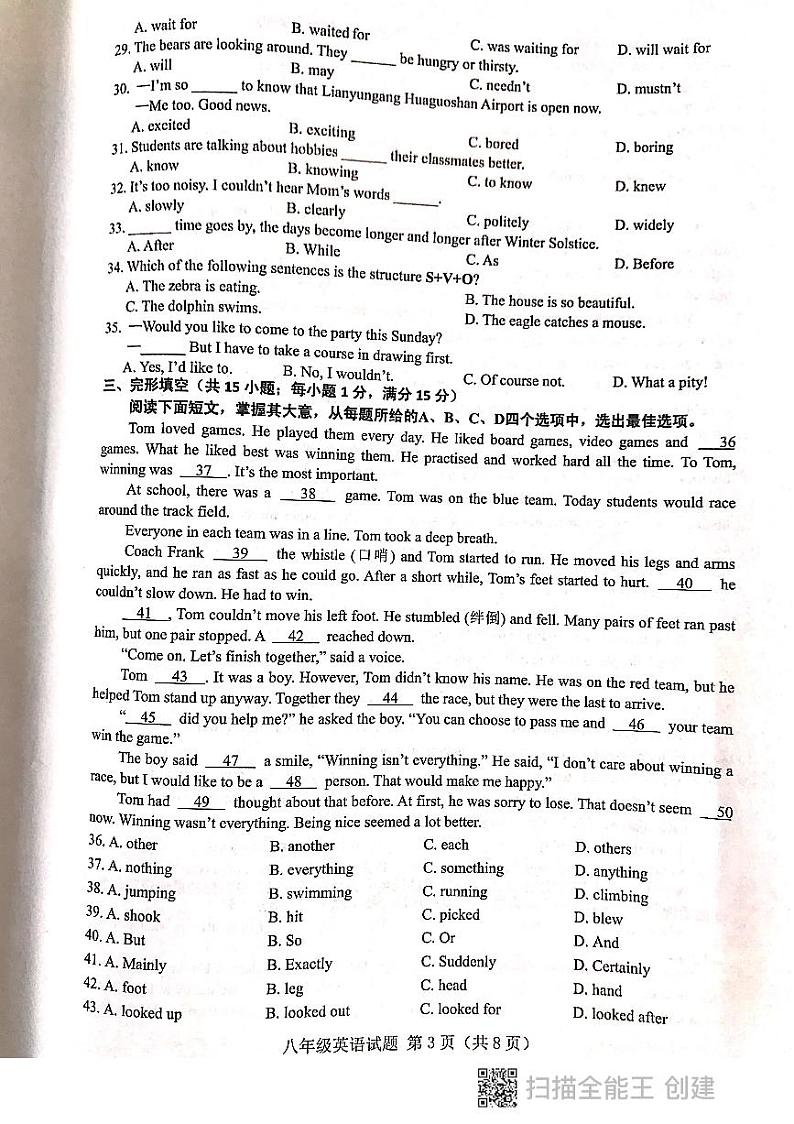 A. wait for B. waited for C. was waiting for D. will wait for
29. The bears are looking around. They ______ be hungry or thirsty.
A. will B. may C. needn't D. mustn't
30. —I'm so ______ to know that Lianyungang Huaguoshan Airport is open now.
—Me too. Good news.
A. excited B. exciting C. bored D. boring
31. Students are talking about hobbies ______ their classmates better.
A. know B. knowing C. to know D. knew
32. It's too noisy. I couldn't hear Mom's words ______.
A. slowly B. clearly C. politely D. widely
33. ______ time goes by, the days become longer and longer after Winter Solstice.
A. After B. While C. As D. Before
34. Which of the following sentences is the structure S+V+O?
A. The zebra is eating. B. The house is so beautiful.
C. The dolphin swims. D. The eagle catches a mouse.
35. —Would you like to come to the party this Sunday?
—______ But I have to take a course in drawing first.
A. Yes, I'd like to. B. No, I wouldn't. C. Of course not. D. What a pity!
三、完形填空（共 15 小题；每小题 1 分，满分 15 分）
阅读下面短文，掌握其大意，从每题所给的A、B、C、D四个选项中，选出最佳选项。
Tom loved games. He played them every day. He liked board games, video games and 36
games. What he liked best was winning them. He practised and worked hard all the time. To Tom,
winning was 37 . It's the most important.
At school, there was a 38 game. Tom was on the blue team. Today students would race
around the track field.
Everyone in each team was in a line. Tom took a deep breath.
Coach Frank 39 the whistle (口哨) and Tom started to run. He moved his legs and arms
quickly, and he ran as fast as he could go. After a short while, Tom's feet started to hurt. 40 he
couldn't slow down. He had to win.
41 , Tom couldn't move his left foot. He stumbled (绊倒) and fell. Many pairs of feet ran past
him, but one pair stopped. A 42 reached down.
"Come on. Let's finish together," said a voice.
Tom 43 . It was a boy. However, Tom didn't know his name. He was on the red team, but he
helped Tom stand up anyway. Together they 44 the race, but they were the last to arrive.
" 45 did you help me?" he asked the boy. "You can choose to pass me and 46 your team
win the game."
The boy said 47 a smile, "Winning isn't everything." He said, "I don't care about winning a
race, but I would like to be a 48 person. That would make me happy."
Tom had 49 thought about that before. At first, he was sorry to lose. That doesn't seem 50
now. Winning wasn't everything. Being nice seemed a lot better.
36. A. other B. another C. each D. others
37. A. nothing B. everything C. something D. anything
38. A. jumping B. swimming C. running D. climbing
39. A. shook B. hit C. picked D. blew
40. A. But B. So C. Or D. And
41. A. Mainly B. Exactly C. Suddenly D. Certainly
42. A. foot B. leg C. head D. hand
43. A. looked up B. looked out C. looked for D. looked after
八年级英语试题 第 3 页（共 8 页）
扫描全能王 创建